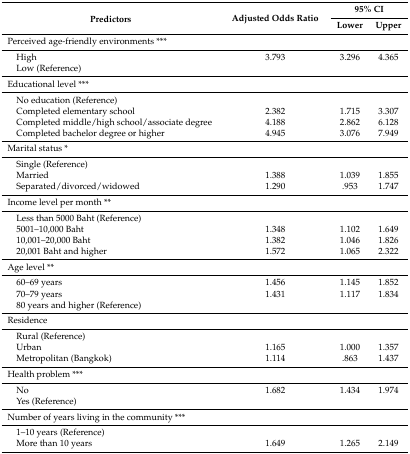 Predictors Adjusted Odds Ratio 95% CI
Lower Upper
Perceived age-friendly environments ***
High 3.793 3.296 4.365
Low (Reference)
Educational level ***
No education (Reference)
Completed elementary school 2.382 1.715 3.307
Completed middle/high school/associate degree 4.188 2.862 6.128
Completed bachelor degree or higher 4.945 3.076 7.949
Marital status *
Single (Reference)
Married 1.388 1.039 1.855
Separated/divorced/widowed 1.290 .953 1.747
Income level per month **
Less than 5000 Baht (Reference)
5001–10,000 Baht 1.348 1.102 1.649
10,001–20,000 Baht 1.382 1.046 1.826
20,001 Baht and higher 1.572 1.065 2.322
Age level **
60–69 years 1.456 1.145 1.852
70–79 years 1.431 1.117 1.834
80 years and higher (Reference)
Residence
Rural (Reference)
Urban 1.165 1.000 1.357
Metropolitan (Bangkok) 1.114 .863 1.437
Health problem ***
No 1.682 1.434 1.974
Yes (Reference)
Number of years living in the community ***
1–10 years (Reference)
More than 10 years 1.649 1.265 2.149